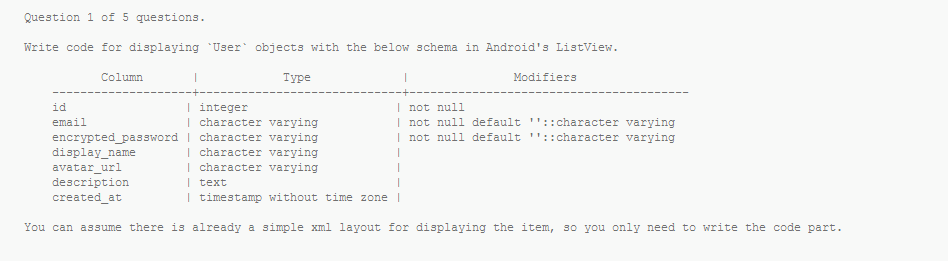 Question 1 of 5 questions.
Write code for displaying `User` objects with the below schema in Android's ListView.
Column | Type | Modifiers
--------------------+-----------------------------+----------------------------------------
id | integer | not null
email | character varying | not null default ''::character varying
encrypted_password | character varying | not null default ''::character varying
display_name | character varying |
avatar_url | character varying |
description | text |
created_at | timestamp without time zone |
You can assume there is already a simple xml layout for displaying the item, so you only need to write the code part.